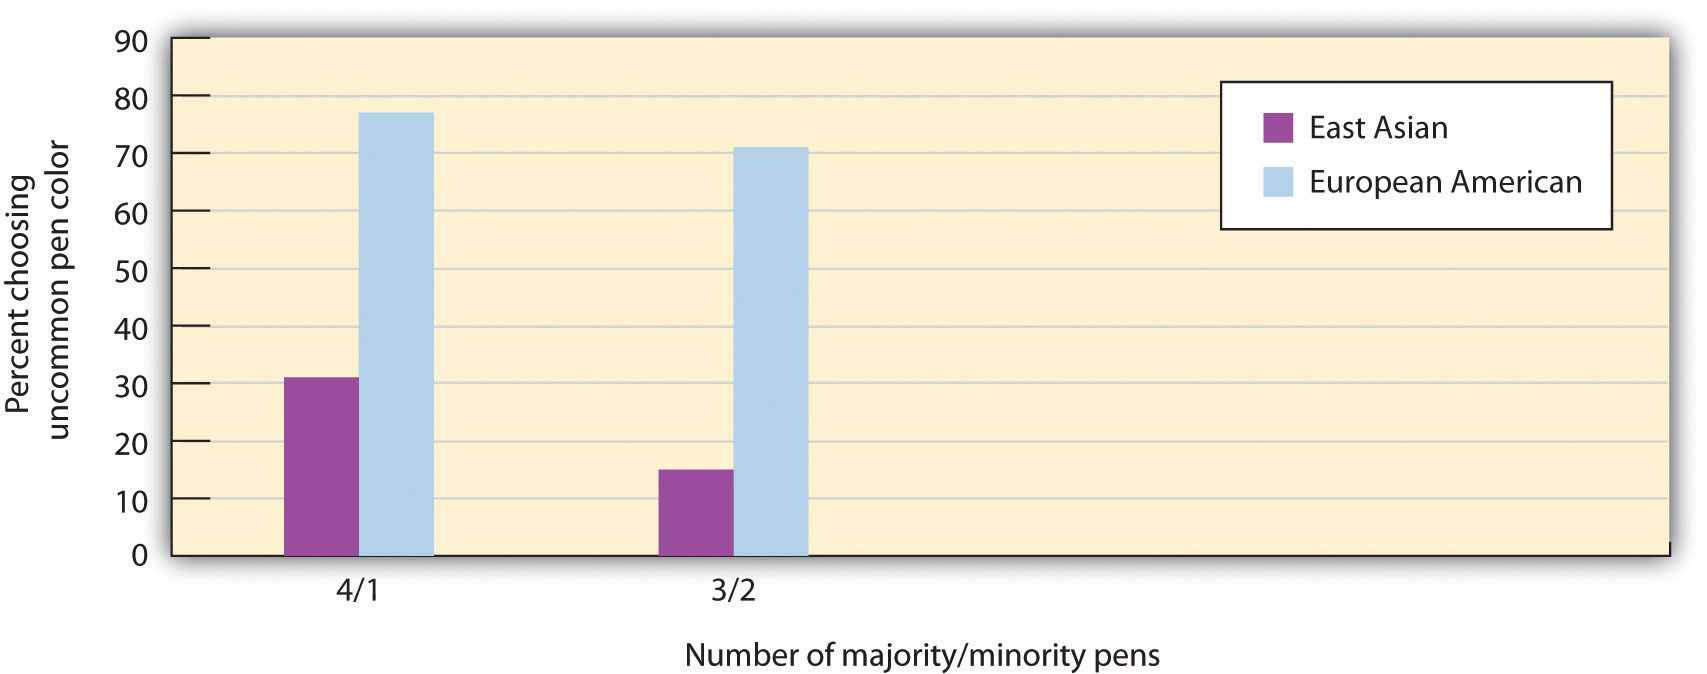 Percent choosing
uncommon pen color
90
80
70
60
50
40
30
20
10
0
4/1
3/2
Number of majority/minority pens
East Asian
European American